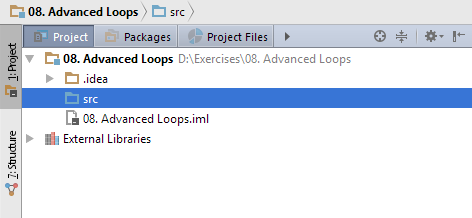 08. Advanced Loops src
Project Packages Project Files
1: Project
7: Structure
08. Advanced Loops D:\Exercises\08. Advanced Loops
.idea
src
08. Advanced Loops.iml
External Libraries